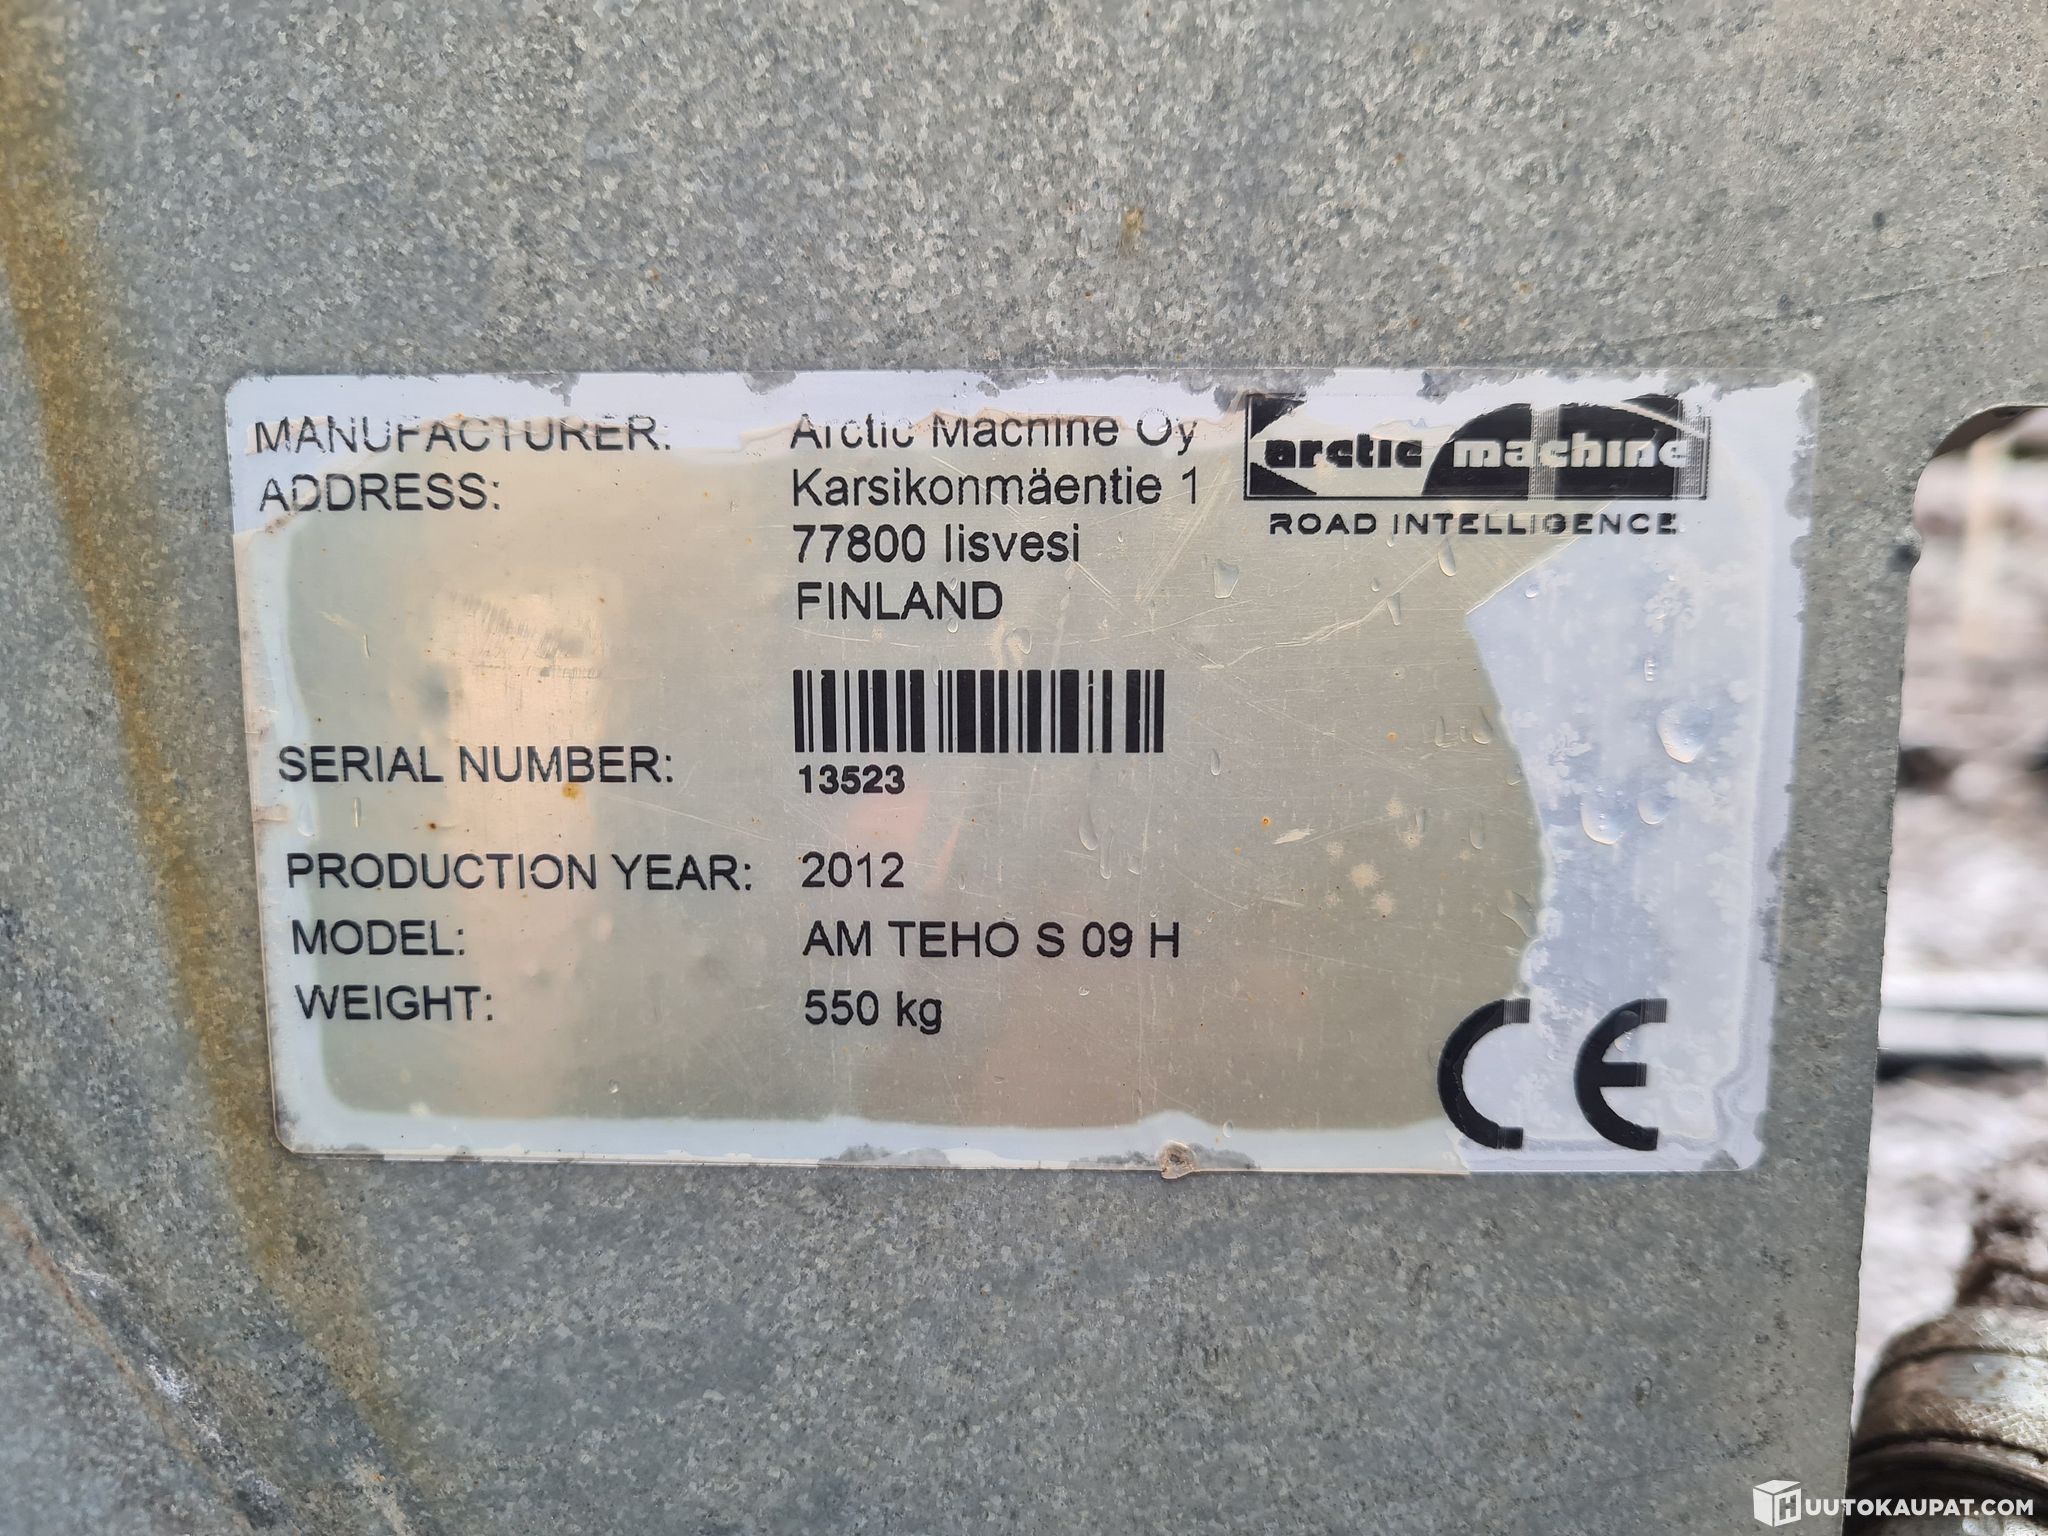 MANUFACTURER: Arctic Machine Oy
arctic machine
ADDRESS: Karsikonmäentie 1
ROAD INTELLIGENCE
77800 Iisvesi
FINLAND
SERIAL NUMBER: 13523
PRODUCTION YEAR: 2012
MODEL: AM TEHO S 09 H
WEIGHT: 550 kg
CE
HUUTOKAUPAT.COM